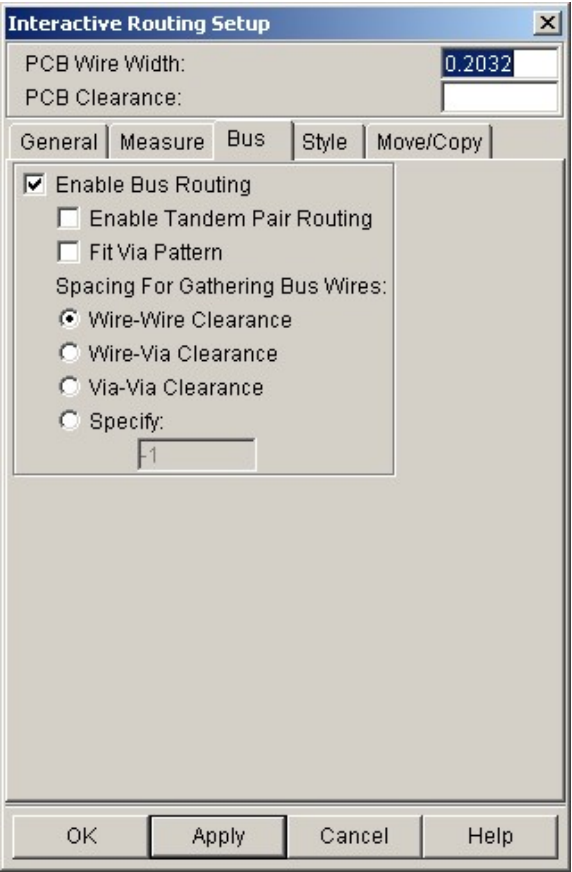 Interactive Routing Setup
PCB Wire Width: 0.2032
PCB Clearance:
General Measure Bus Style Move/Copy
Enable Bus Routing
Enable Tandem Pair Routing
Fit Via Pattern
Spacing For Gathering Bus Wires:
Wire-Wire Clearance
Wire-Via Clearance
Via-Via Clearance
Specify:
-1
OK Apply Cancel Help